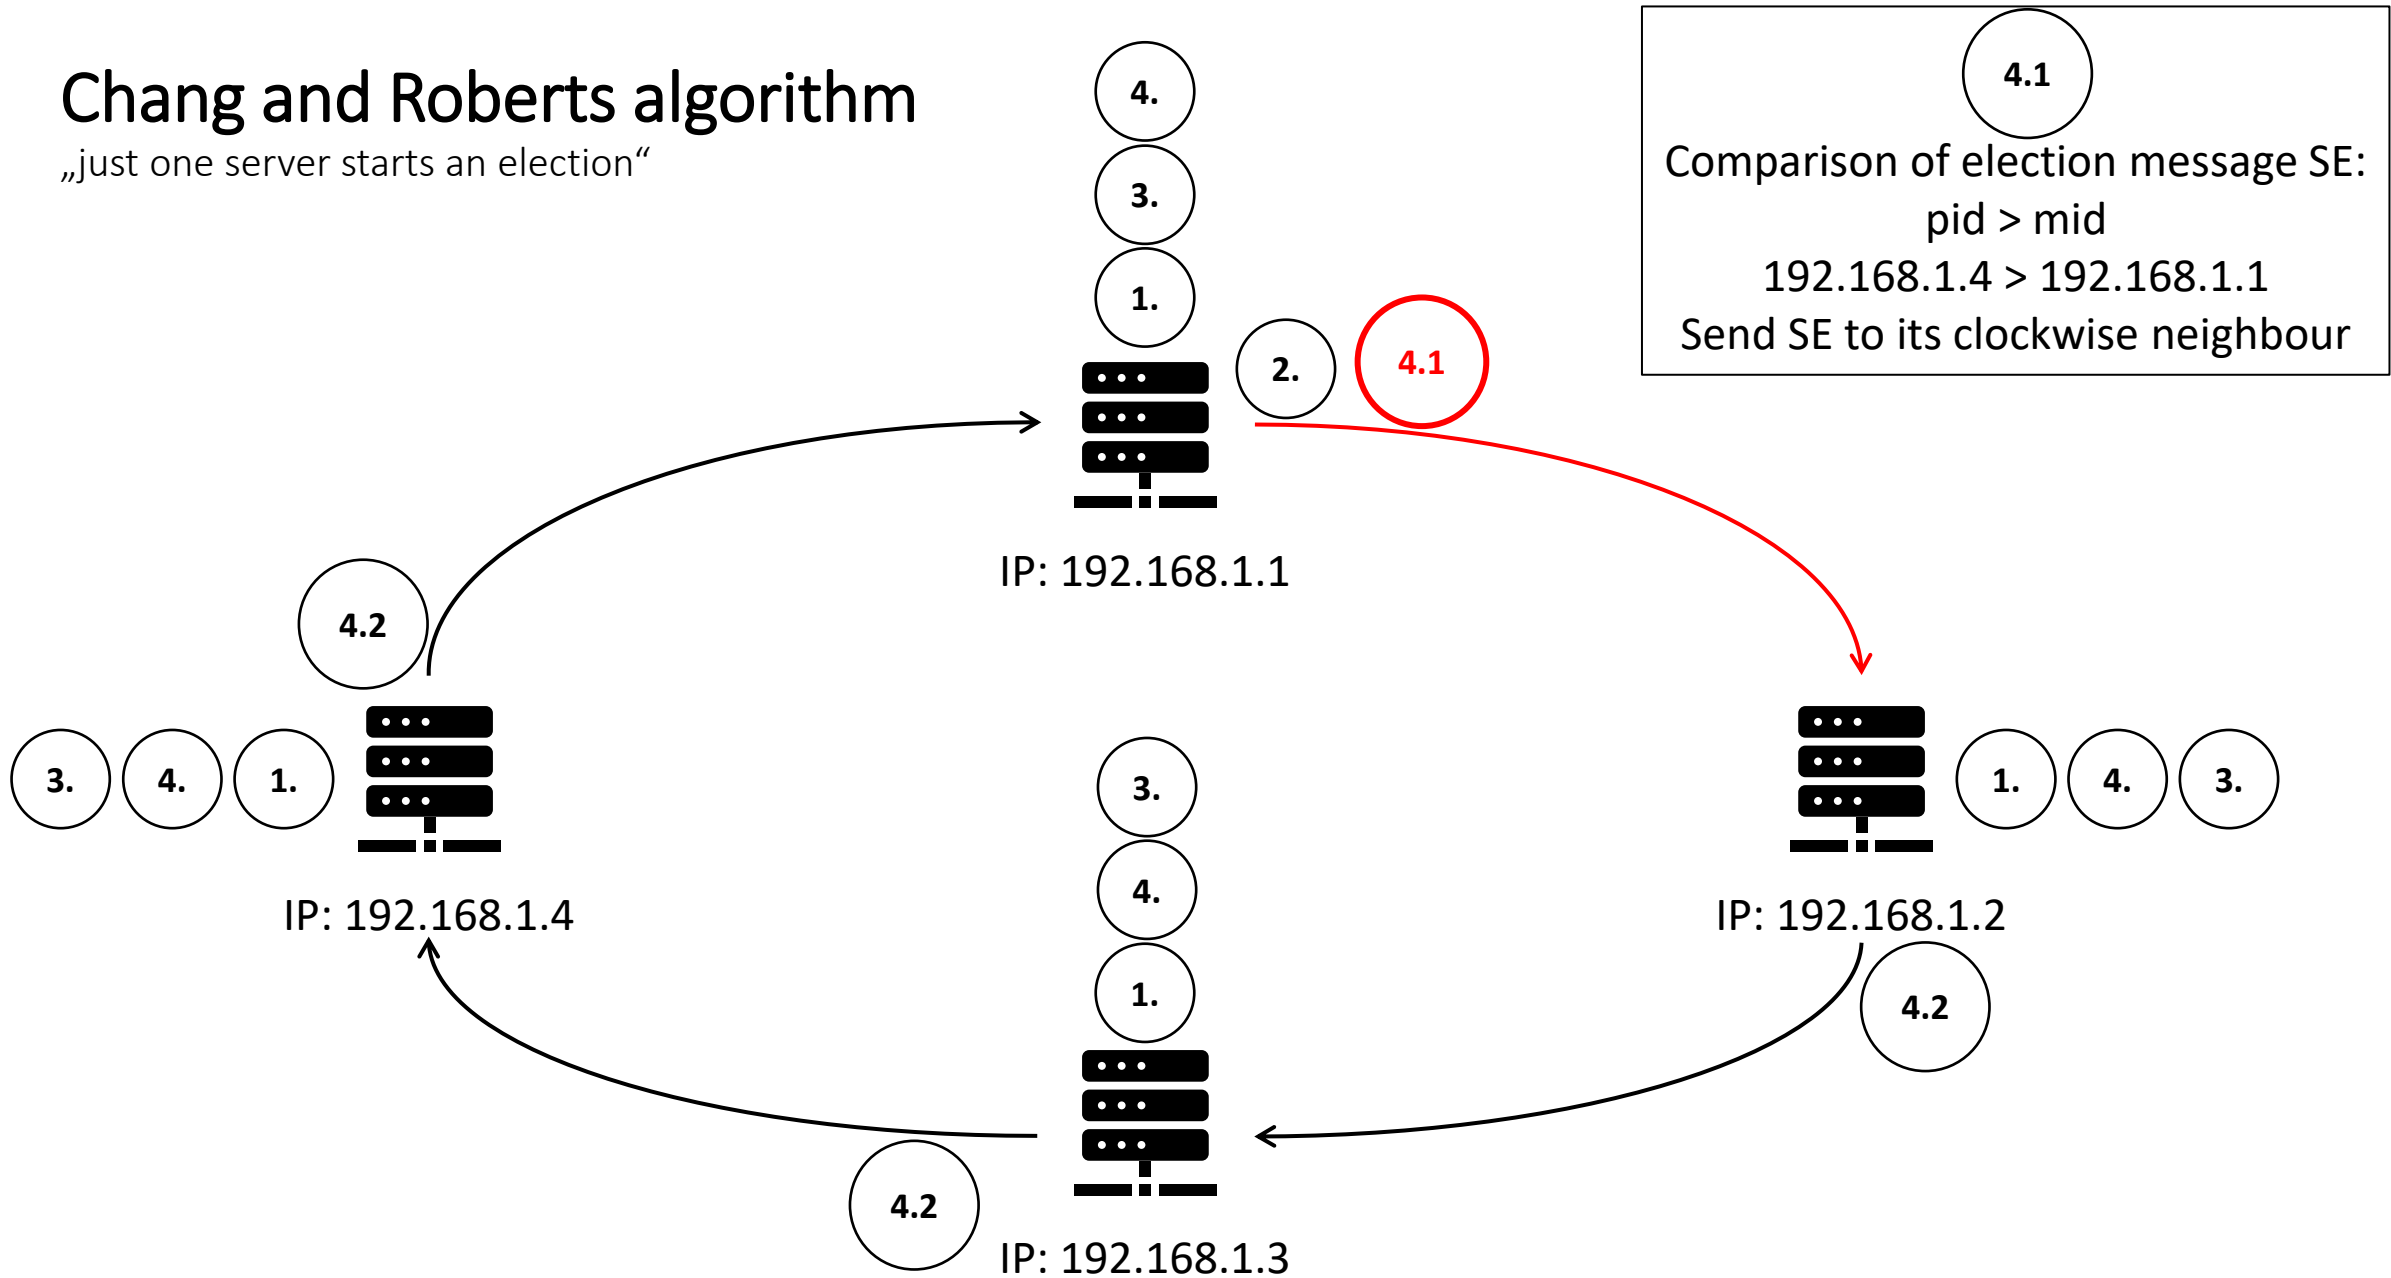 Chang and Roberts algorithm
„just one server starts an election“
4.1
Comparison of election message SE:
pid > mid
192.168.1.4 > 192.168.1.1
Send SE to its clockwise neighbour
4.
3.
1.
2.
4.1
IP: 192.168.1.1
4.2
3.
4.
1.
IP: 192.168.1.4
1.
4.
3.
IP: 192.168.1.2
4.2
3.
4.
1.
4.2
IP: 192.168.1.3